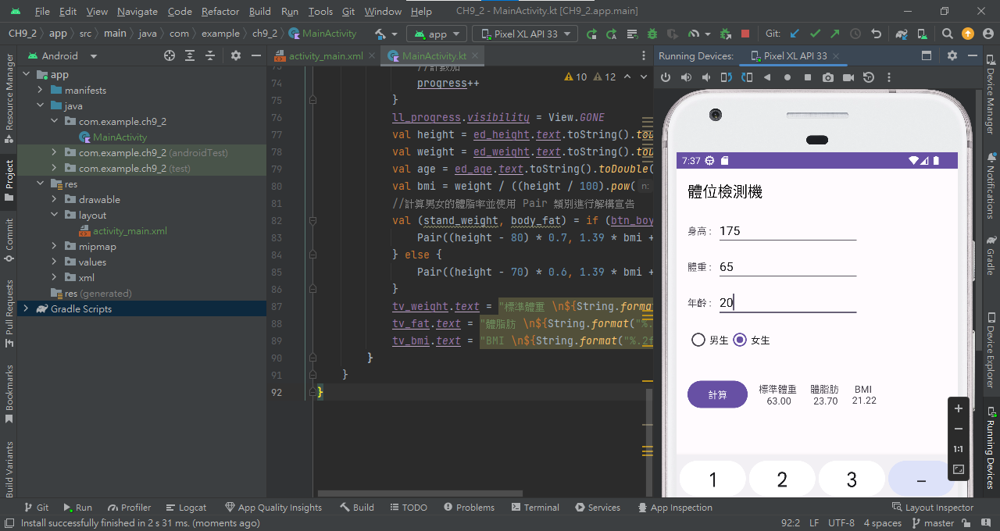 File Edit View Navigate Code Refactor Build Run Tools Git Window Help CH9_2 - MainActivity.kt [CH9_2.app.main]
CH9_2 app src main java com example ch9_2 MainActivity app Pixel XL API 33 Git:
Android
activity_main.xml MainActivity.kt
Running Devices: Pixel XL API 33
Resource Manager
Project
Commit
Pull Requests
Bookmarks
Build Variants
app
manifests
java
com.example.ch9_2
MainActivity
com.example.ch9_2 (androidTest)
com.example.ch9_2 (test)
res
drawable
layout
activity_main.xml
mipmap
values
xml
res (generated)
Gradle Scripts
10 12
73 //計數加
74 progress++
75 }
76 ll_progress.visibility = View.GONE
77 val height = ed_height.text.toString().toDou
78 val weight = ed_weight.text.toString().toDou
79 val age = ed_age.text.toString().toDouble(
80 val bmi = weight / ((height / 100).pow( n:
81 //計算男女的體脂率並使用 Pair 類別進行解構宣告
82 val (stand_weight, body_fat) = if (btn_boy
83 Pair((height - 80) * 0.7, 1.39 * bmi +
84 } else {
85 Pair((height - 70) * 0.6, 1.39 * bmi +
86 }
87 tv_weight.text = "標準體重 \n${String.format
88 tv_fat.text = "體脂肪 \n${String.format("%.
89 tv_bmi.text = "BMI \n${String.format("%.2f
90 }
91 }
92 }
7:37
體位檢測機
身高： 175
體重： 65
年齡： 20
男生 女生
計算
標準體重
63.00
體脂肪
23.70
BMI
21.22
1 2 3 –
1:1
Device Manager
Notifications
Gradle
Device Explorer
Running Devices
Git Run Profiler Logcat App Quality Insights Build TODO Problems Terminal Services App Inspection Layout Inspector
Install successfully finished in 2 s 31 ms. (moments ago) 92:2 LF UTF-8 4 spaces master